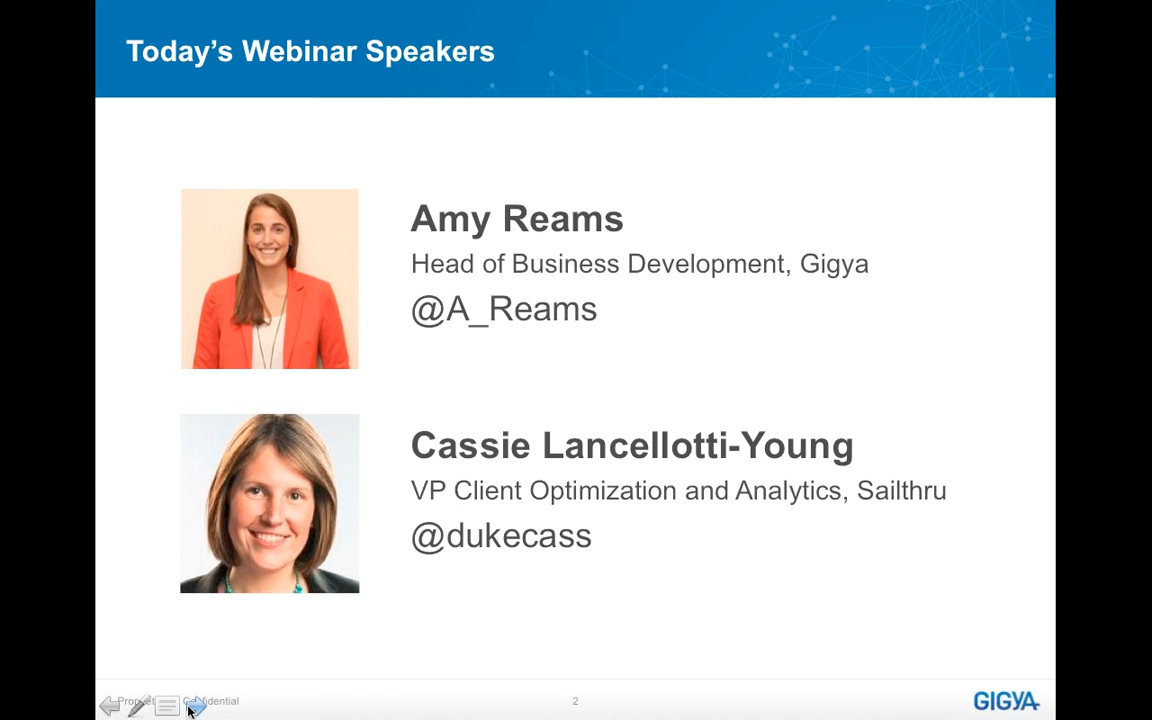 Today’s Webinar Speakers
Amy Reams
Head of Business Development, Gigya
@A_Reams
Cassie Lancellotti-Young
VP Client Optimization and Analytics, Sailthru
@dukecass
2
GIGYA